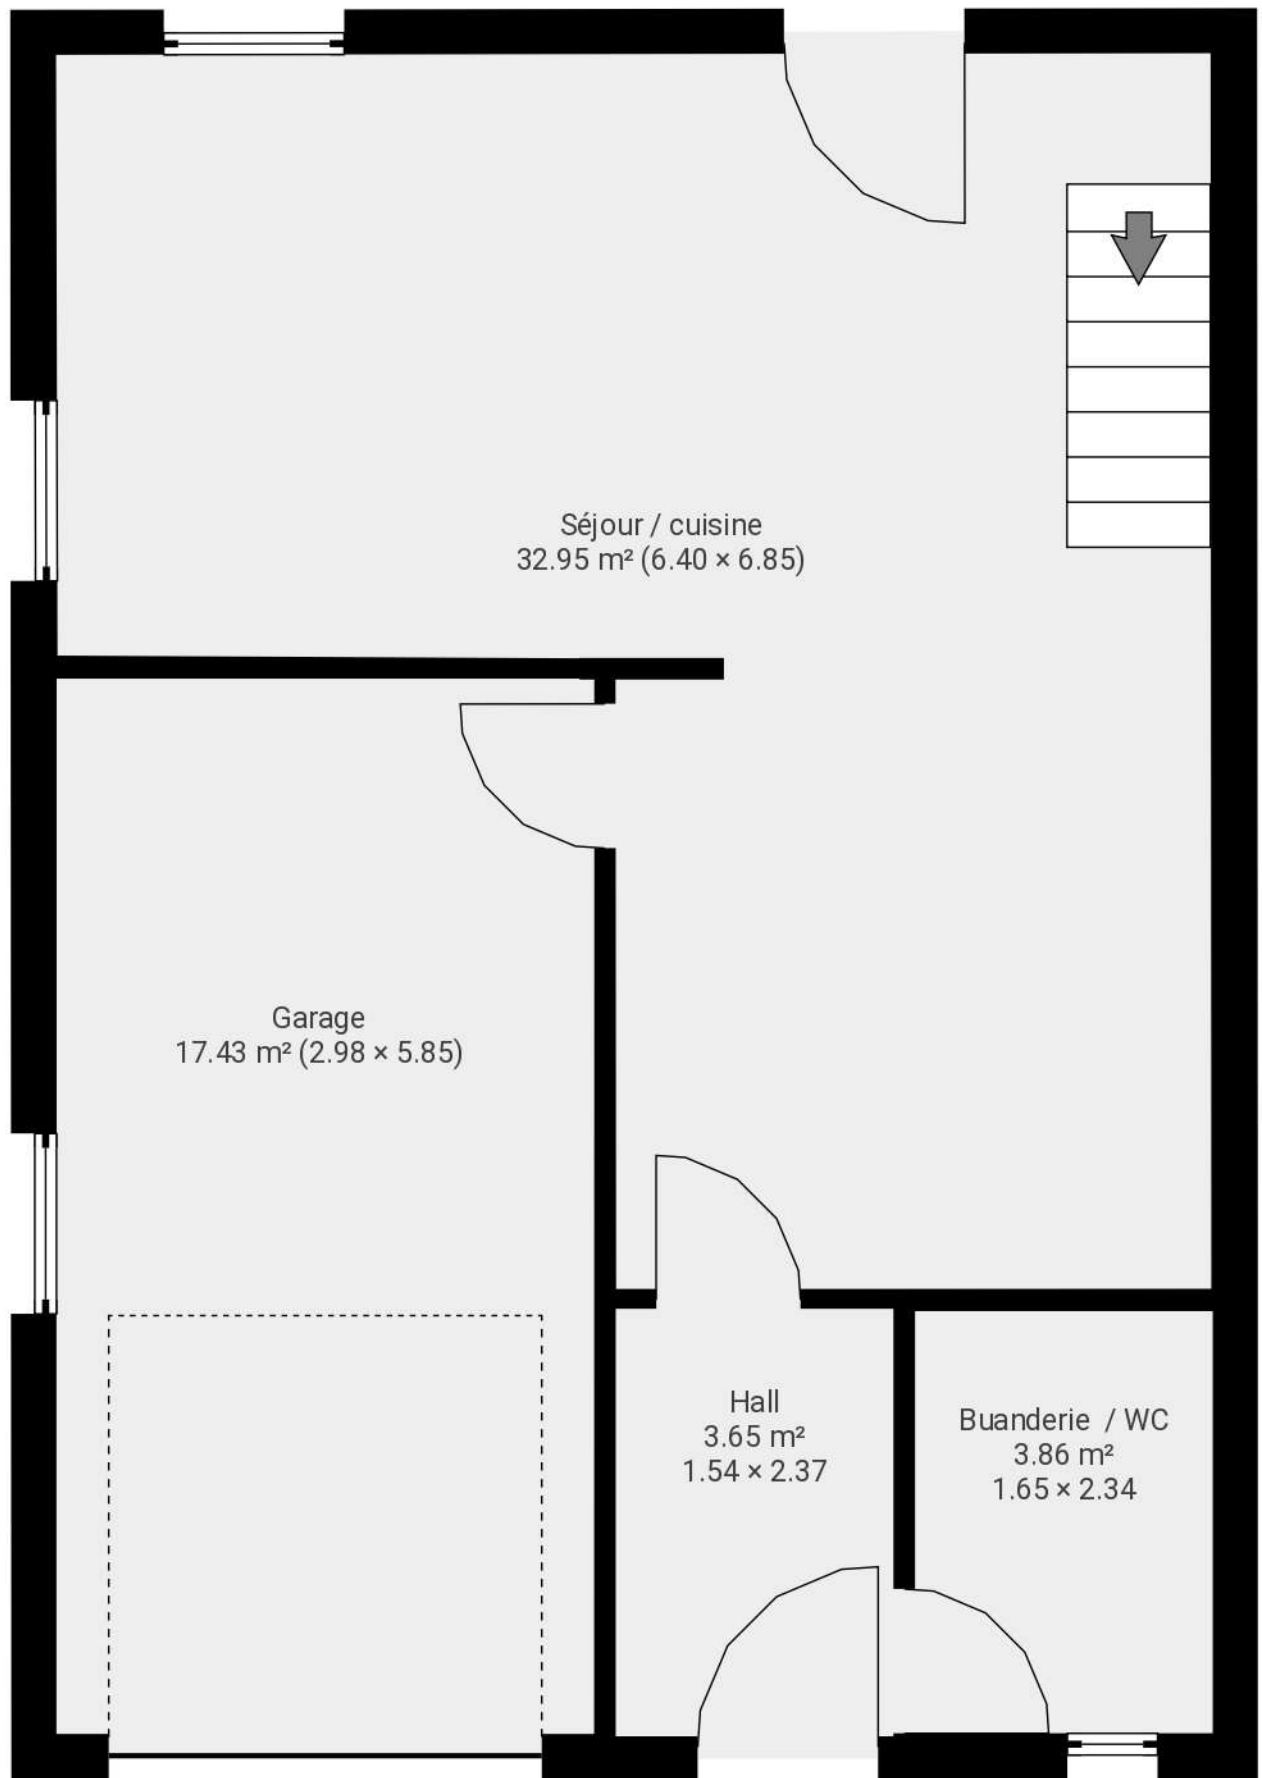 Séjour / cuisine
32.95 m² (6.40 × 6.85)
Garage
17.43 m² (2.98 × 5.85)
Hall
3.65 m²
1.54 × 2.37
Buanderie / WC
3.86 m²
1.65 × 2.34